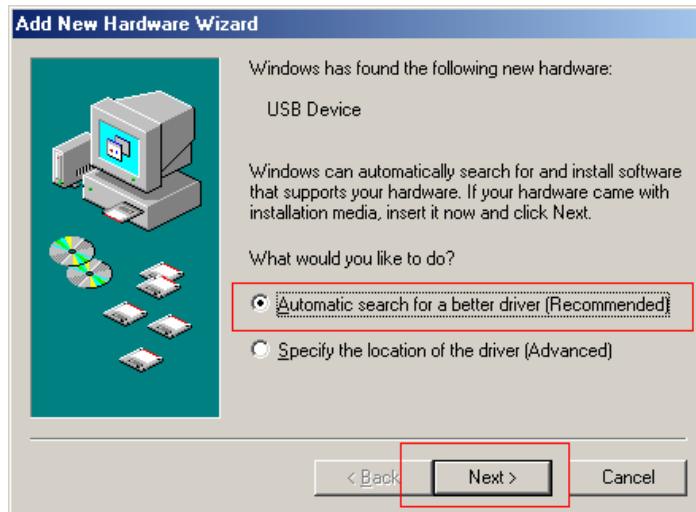 Add New Hardware Wizard
Windows has found the following new hardware:
USB Device
Windows can automatically search for and install software
that supports your hardware. If your hardware came with
installation media, insert it now and click Next.
What would you like to do?
Automatic search for a better driver (Recommended)
Specify the location of the driver (Advanced)
< Back Next > Cancel